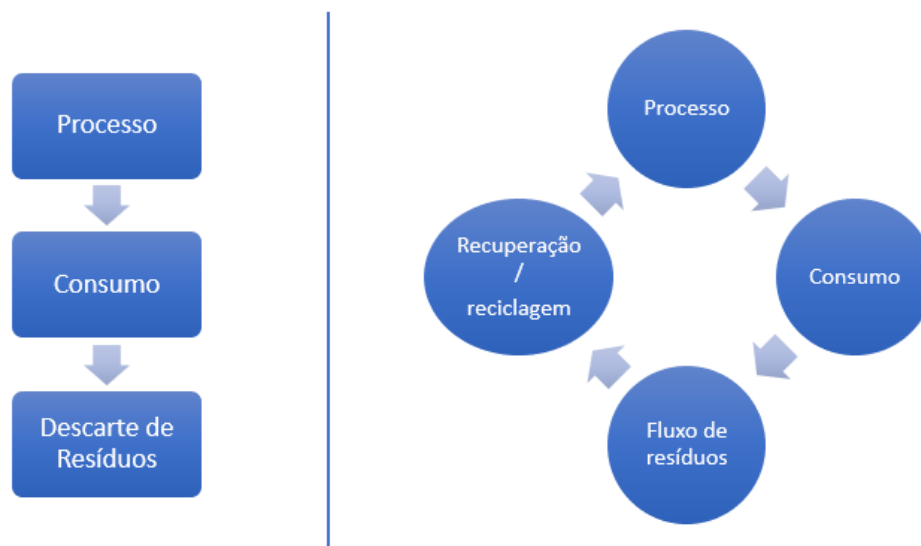 Processo
Consumo
Descarte de
Resíduos
Processo
Consumo
Fluxo de
resíduos
Recuperação
/
reciclagem